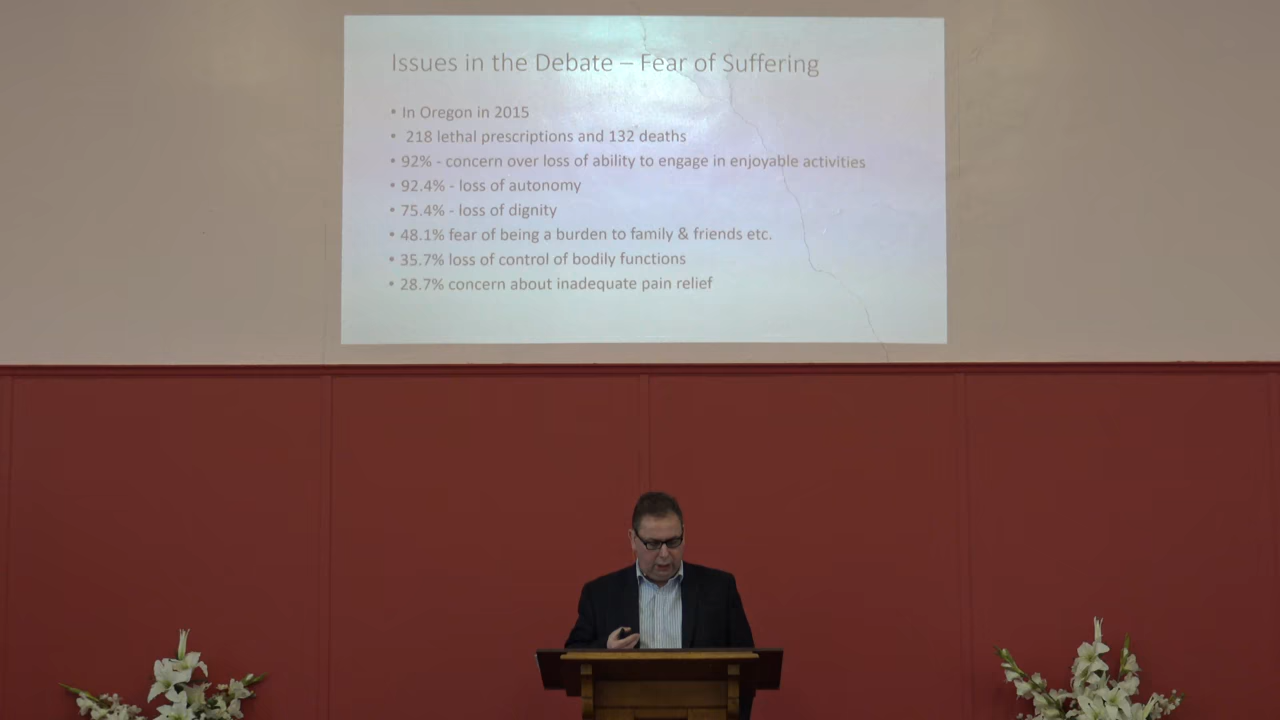 Issues in the Debate – Fear of Suffering
• In Oregon in 2015
• 218 lethal prescriptions and 132 deaths
• 92% - concern over loss of ability to engage in enjoyable activities
• 92.4% - loss of autonomy
• 75.4% - loss of dignity
• 48.1% fear of being a burden to family & friends etc.
• 35.7% loss of control of bodily functions
• 28.7% concern about inadequate pain relief